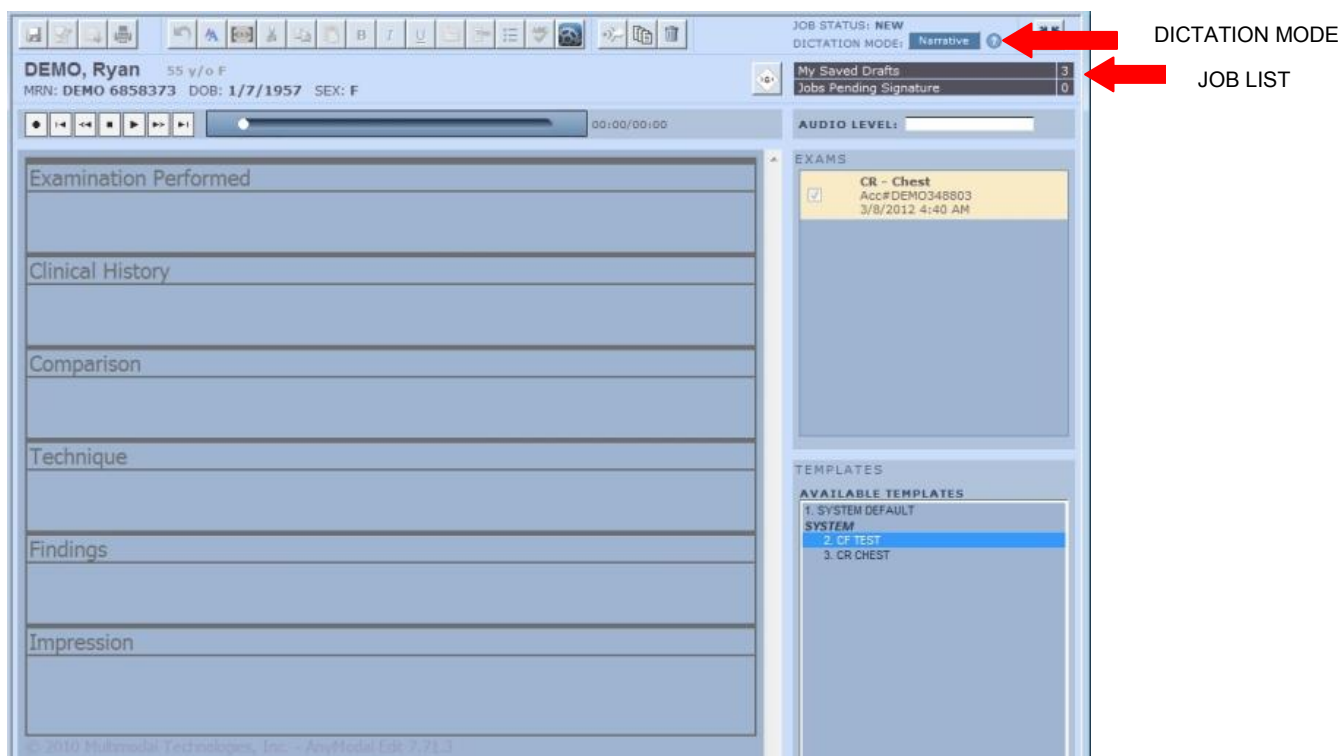 JOB STATUS: NEW
DICTATION MODE: Narrative ?
DICTATION MODE
B I U
DEMO, Ryan 55 y/o F
MRN: DEMO 6858373 DOB: 1/7/1957 SEX: F
My Saved Drafts 3
Jobs Pending Signature 0
JOB LIST
00:00/00:00
AUDIO LEVEL:
Examination Performed
Clinical History
Comparison
Technique
Findings
Impression
© 2010 Multimodal Technologies, Inc. - AnyModal Edit 7.71.3
EXAMS
CR - Chest
Acc#DEMO348803
3/8/2012 4:40 AM
TEMPLATES
AVAILABLE TEMPLATES
1. SYSTEM DEFAULT
SYSTEM
2. CF TEST
3. CR CHEST